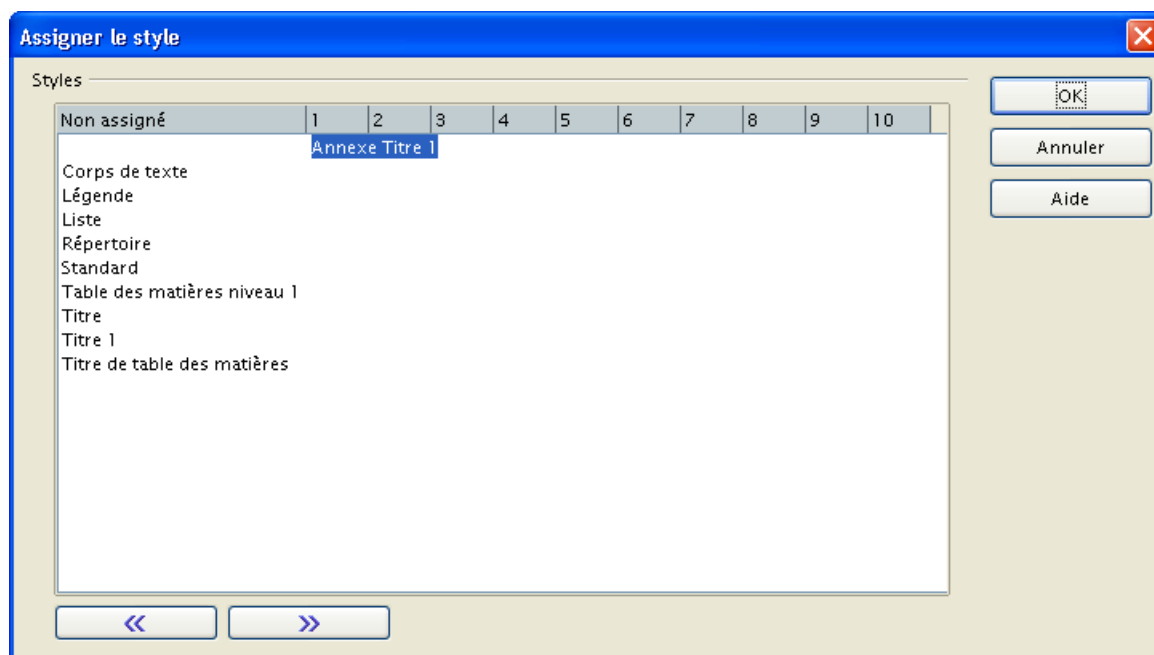 Assigner le style
Styles
OK
Non assigné 1 2 3 4 5 6 7 8 9 10
Annexe Titre 1
Annuler
Corps de texte
Légende
Aide
Liste
Répertoire
Standard
Table des matières niveau 1
Titre
Titre 1
Titre de table des matières